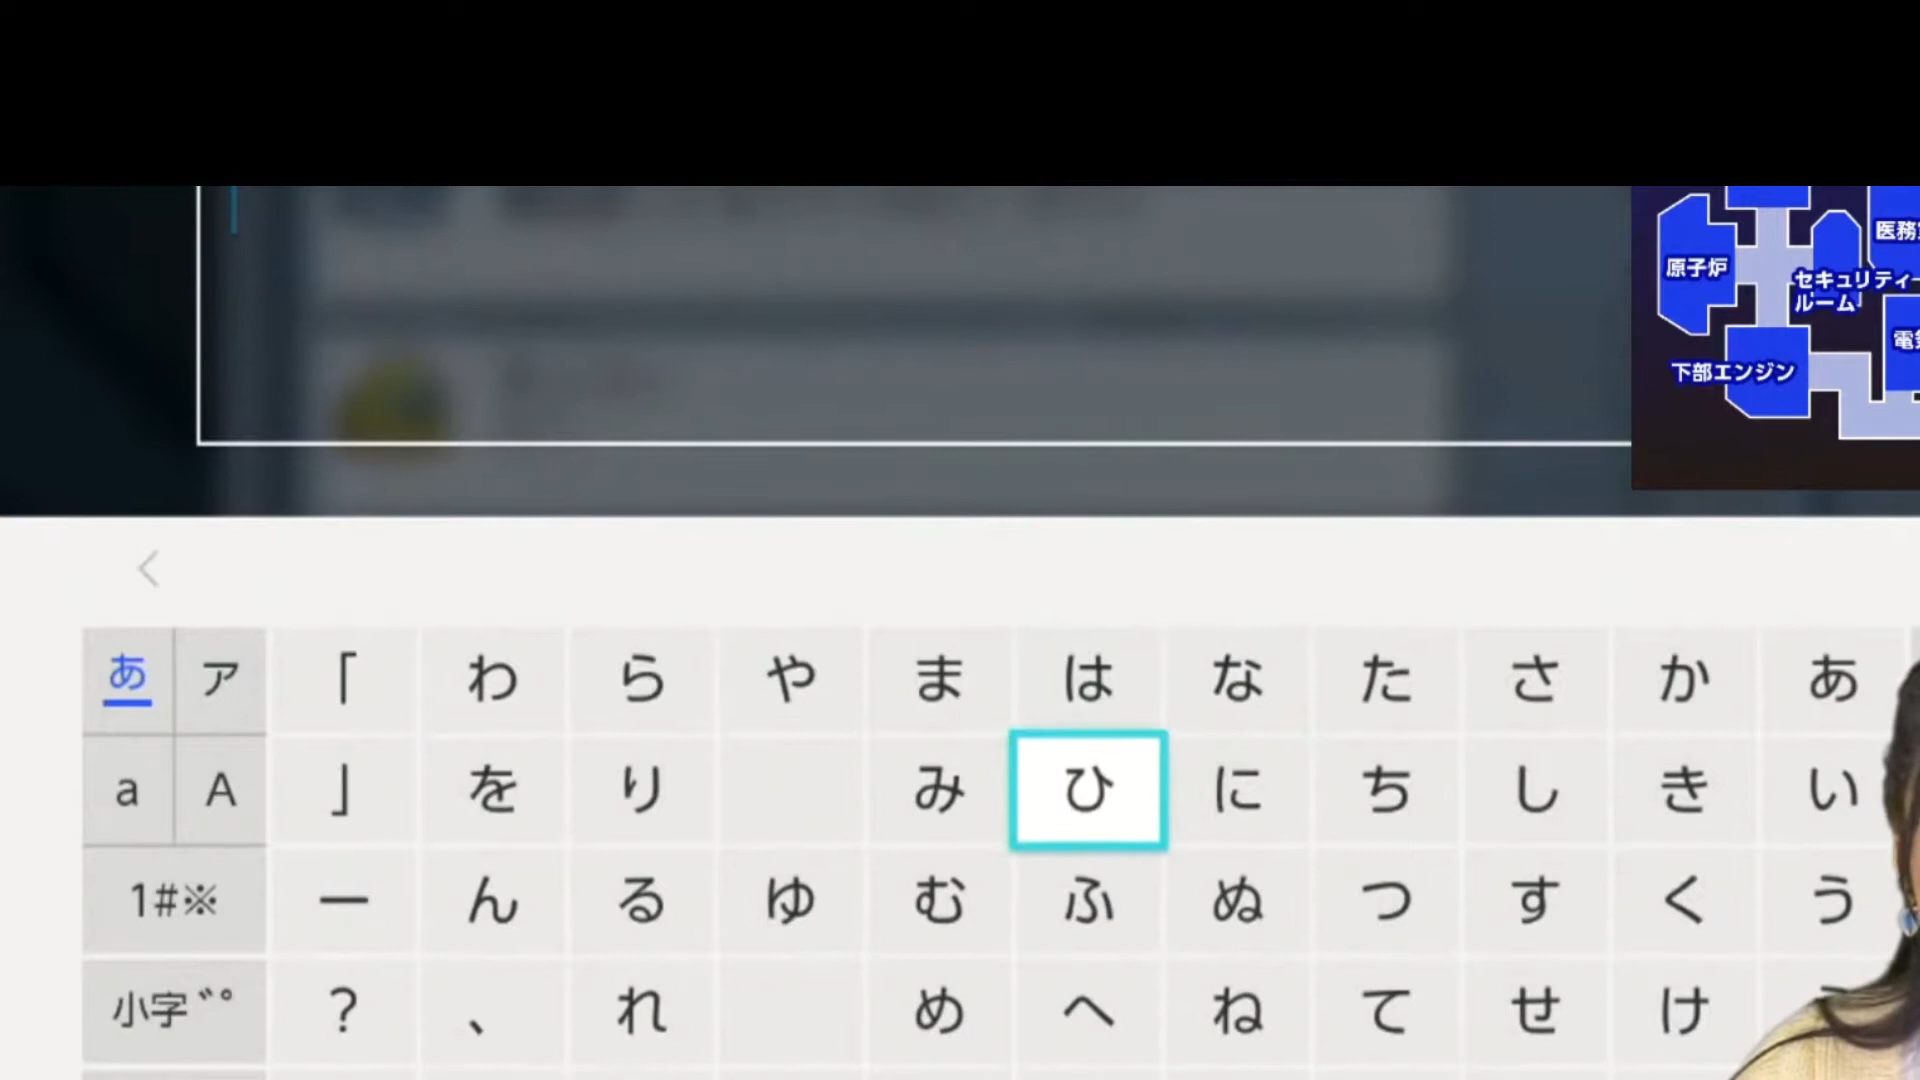 医務
原子炉
セキュリティー
ルーム
下部エンジン
あ ア 「 わ ら や ま は な た さ か あ
a A 」 を り み ひ に ち し き い
1#※ ー ん る ゆ む ふ ぬ つ す く う
小字゛゜ ? 、 れ め へ ね て せ け